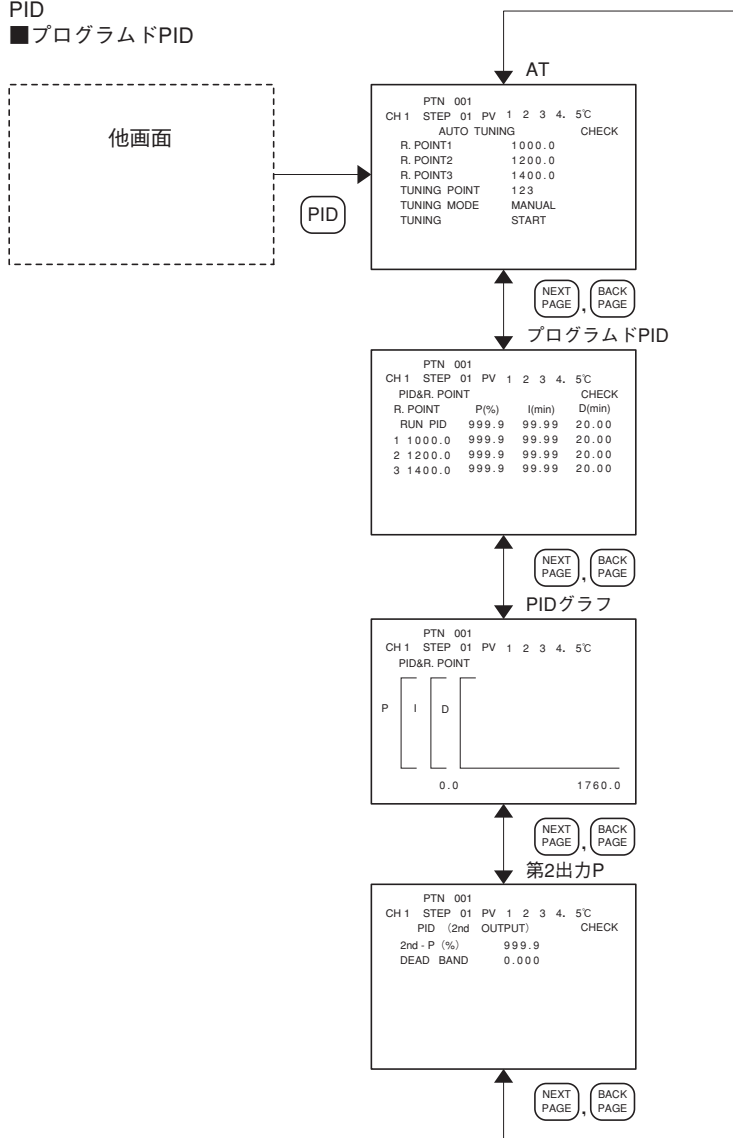 PID
■プログラムドPID
他画面
PID
AT
PTN 001
CH1 STEP 01 PV 1 2 3 4. 5℃
AUTO TUNING CHECK
R. POINT1 1000.0
R. POINT2 1200.0
R. POINT3 1400.0
TUNING POINT 123
TUNING MODE MANUAL
TUNING START
NEXT PAGE , BACK PAGE
プログラムドPID
PTN 001
CH1 STEP 01 PV 1 2 3 4. 5℃
PID&R. POINT CHECK
R. POINT P(%) I(min) D(min)
RUN PID 999.9 99.99 20.00
1 1000.0 999.9 99.99 20.00
2 1200.0 999.9 99.99 20.00
3 1400.0 999.9 99.99 20.00
NEXT PAGE , BACK PAGE
PIDグラフ
PTN 001
CH1 STEP 01 PV 1 2 3 4. 5℃
PID&R. POINT
P I D
0.0 1760.0
NEXT PAGE , BACK PAGE
第2出力P
PTN 001
CH1 STEP 01 PV 1 2 3 4. 5℃
PID (2nd OUTPUT) CHECK
2nd - P (%) 999.9
DEAD BAND 0.000
NEXT PAGE , BACK PAGE